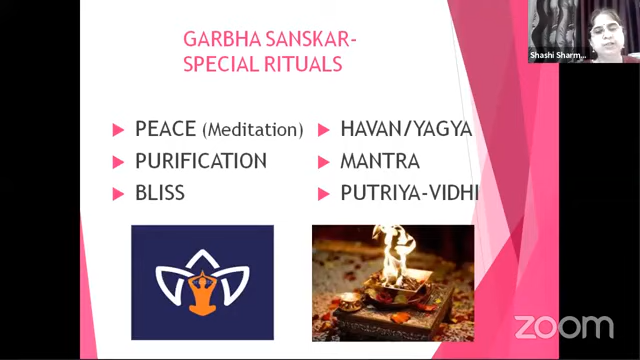 GARBHA SANSKAR-
SPECIAL RITUALS
PEACE (Meditation)
PURIFICATION
BLISS
HAVAN/YAGYA
MANTRA
PUTRIYA-VIDHI
Shashi Sharm...
zoom